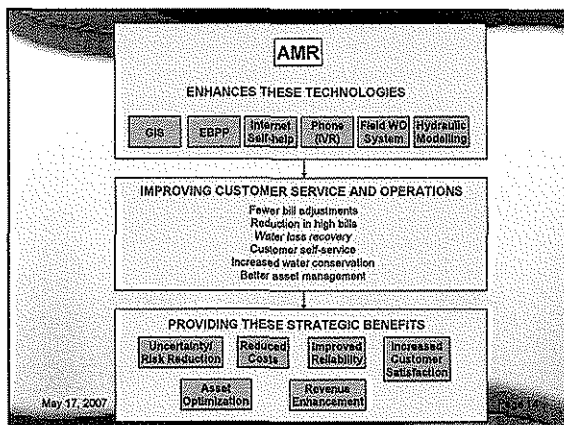 AMR
ENHANCES THESE TECHNOLOGIES
GIS
EBPP
Internet
Self-help
Phone
(IVR)
Field WO
System
Hydraulic
Modelling
IMPROVING CUSTOMER SERVICE AND OPERATIONS
Fewer bill adjustments
Reduction in high bills
Water loss recovery
Customer self-service
Increased water conservation
Better asset management
PROVIDING THESE STRATEGIC BENEFITS
Uncertainty/
Risk Reduction
Reduced
Costs
Improved
Reliability
Increased
Customer
Satisfaction
Asset
Optimization
Revenue
Enhancement
May 17, 2007